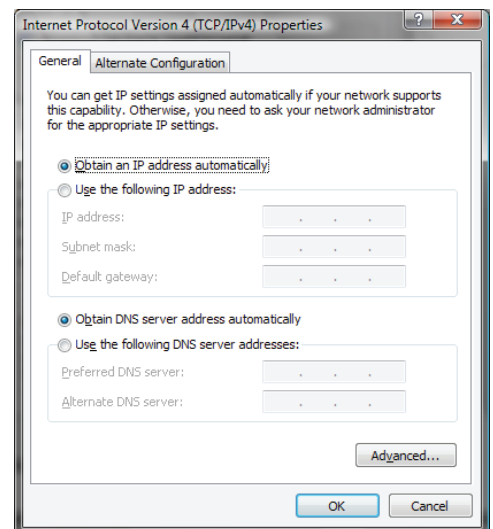 Internet Protocol Version 4 (TCP/IPv4) Properties
General Alternate Configuration
You can get IP settings assigned automatically if your network supports
this capability. Otherwise, you need to ask your network administrator
for the appropriate IP settings.
Obtain an IP address automatically
Use the following IP address:
IP address:
Subnet mask:
Default gateway:
Obtain DNS server address automatically
Use the following DNS server addresses:
Preferred DNS server:
Alternate DNS server:
Advanced...
OK Cancel